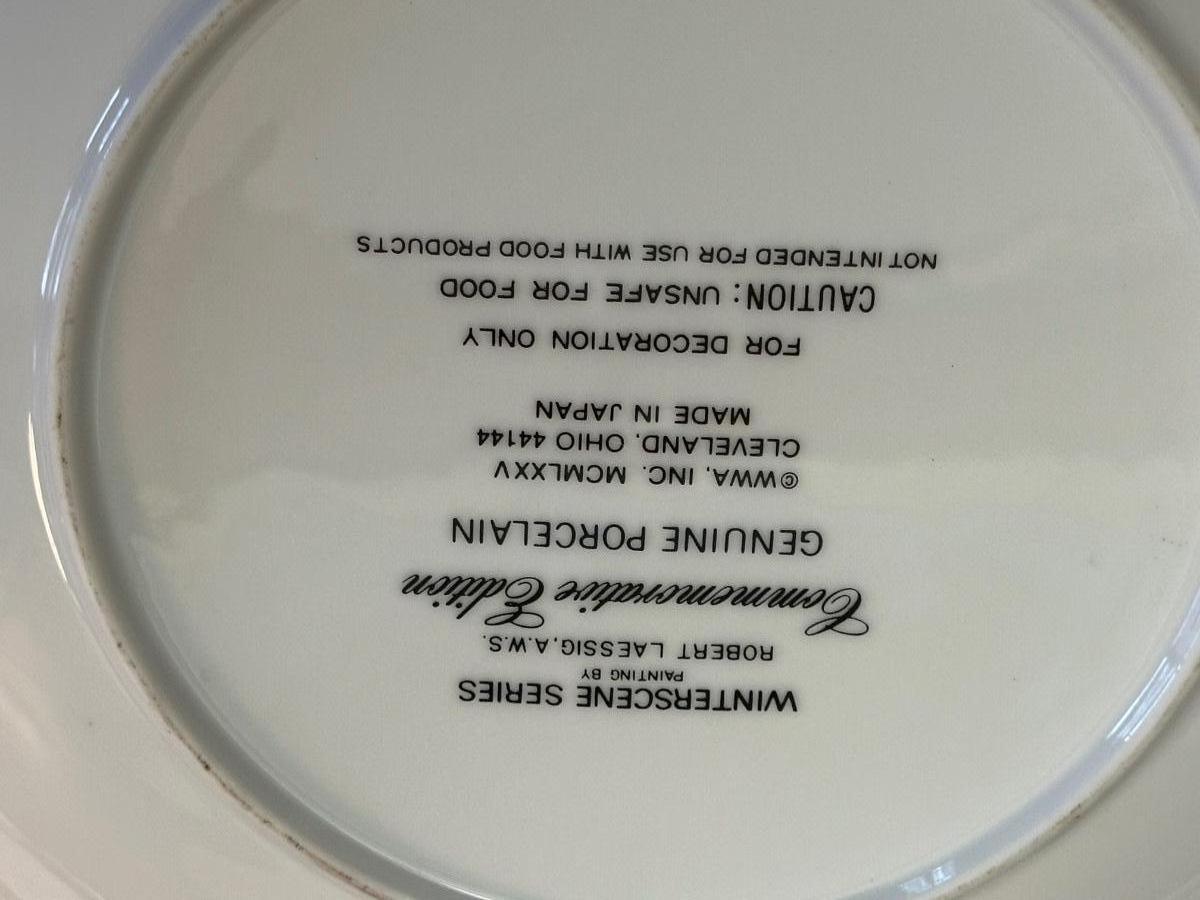 WINTERSCENE SERIES
PAINTING BY
ROBERT LAESSIG, A.W.S.
Commemorative Edition
GENUINE PORCELAIN
©WWA, INC. MCMLXXV
CLEVELAND, OHIO 44144
MADE IN JAPAN
FOR DECORATION ONLY
CAUTION: UNSAFE FOR FOOD
NOT INTENDED FOR USE WITH FOOD PRODUCTS